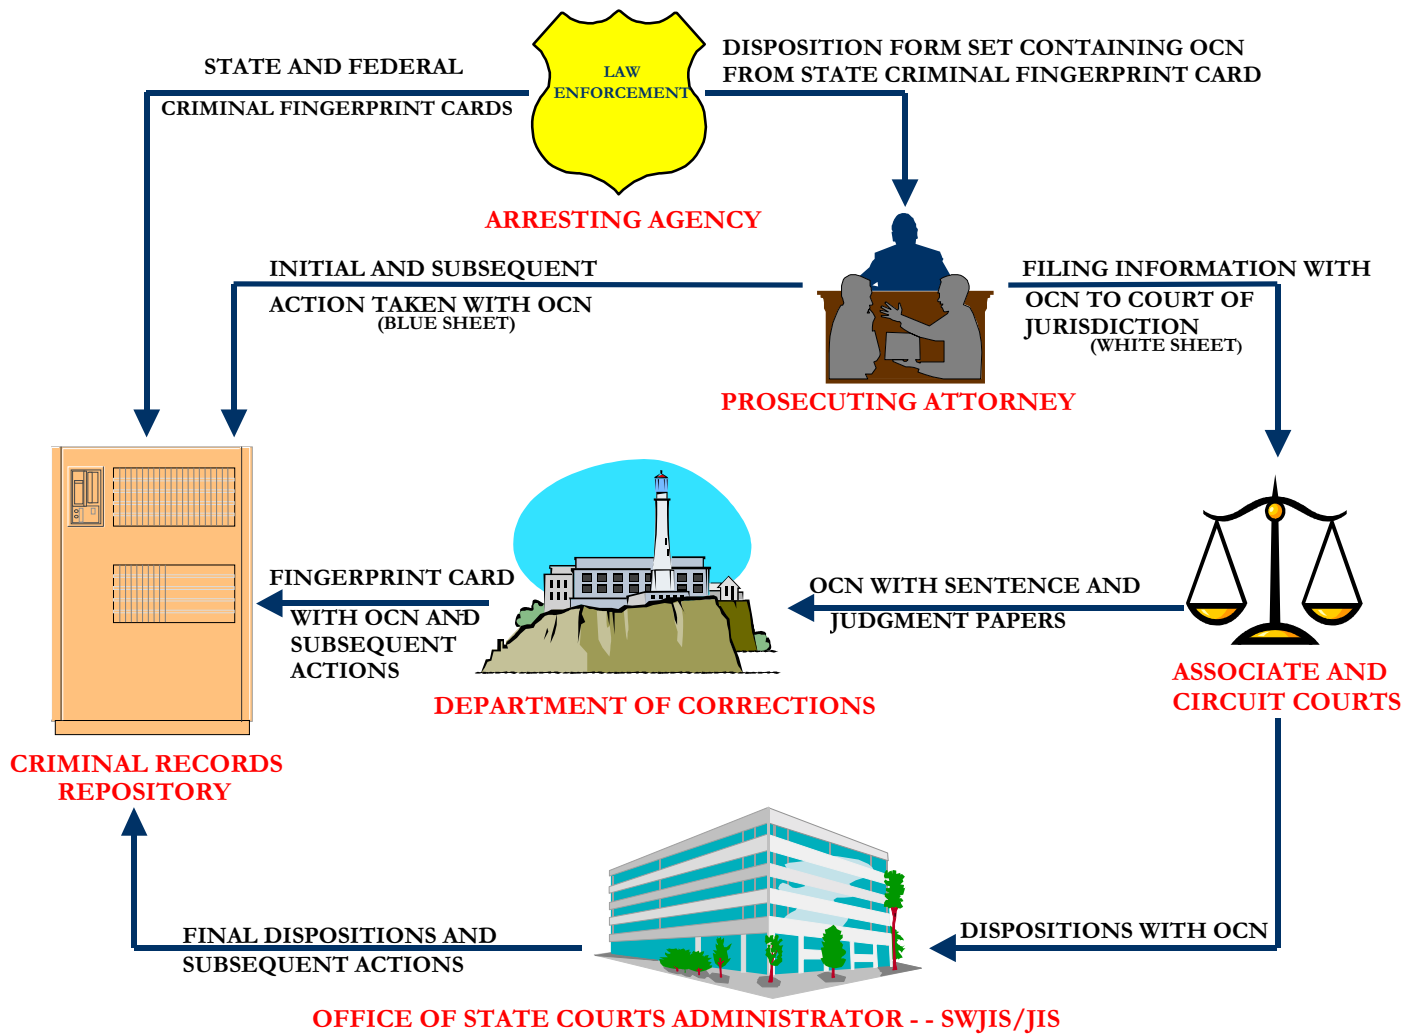 STATE AND FEDERAL
CRIMINAL FINGERPRINT CARDS
LAW
ENFORCEMENT
DISPOSITION FORM SET CONTAINING OCN
FROM STATE CRIMINAL FINGERPRINT CARD
ARRESTING AGENCY
INITIAL AND SUBSEQUENT
ACTION TAKEN WITH OCN
(BLUE SHEET)
FILING INFORMATION WITH
OCN TO COURT OF
JURISDICTION
(WHITE SHEET)
PROSECUTING ATTORNEY
FINGERPRINT CARD
WITH OCN AND
SUBSEQUENT
ACTIONS
OCN WITH SENTENCE AND
JUDGMENT PAPERS
DEPARTMENT OF CORRECTIONS
ASSOCIATE AND
CIRCUIT COURTS
CRIMINAL RECORDS
REPOSITORY
FINAL DISPOSITIONS AND
SUBSEQUENT ACTIONS
DISPOSITIONS WITH OCN
OFFICE OF STATE COURTS ADMINISTRATOR - - SWJIS/JIS